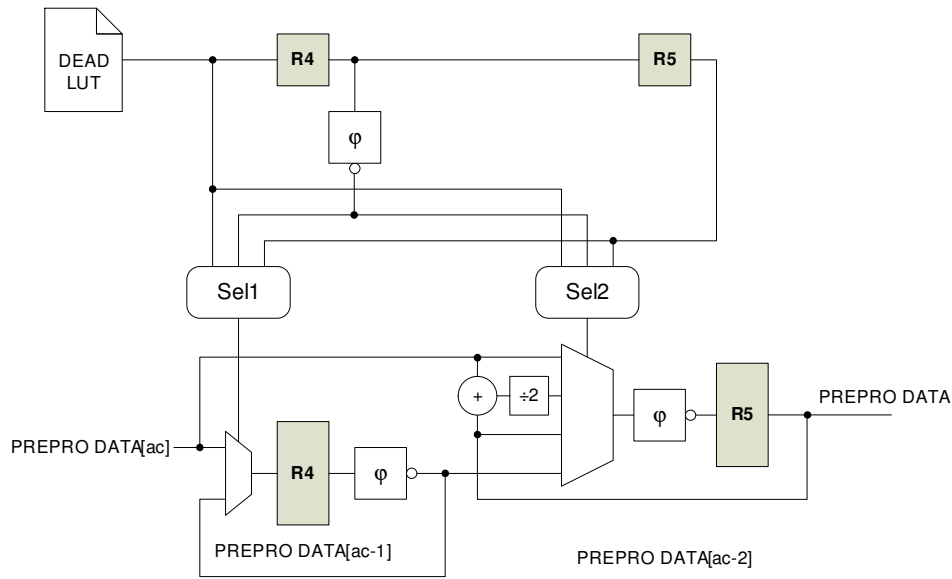 DEAD
LUT
R4
R5
φ
Sel1
Sel2
+
÷2
φ
R5
PREPRO DATA
PREPRO DATA[ac]
R4
φ
PREPRO DATA[ac-1]
PREPRO DATA[ac-2]